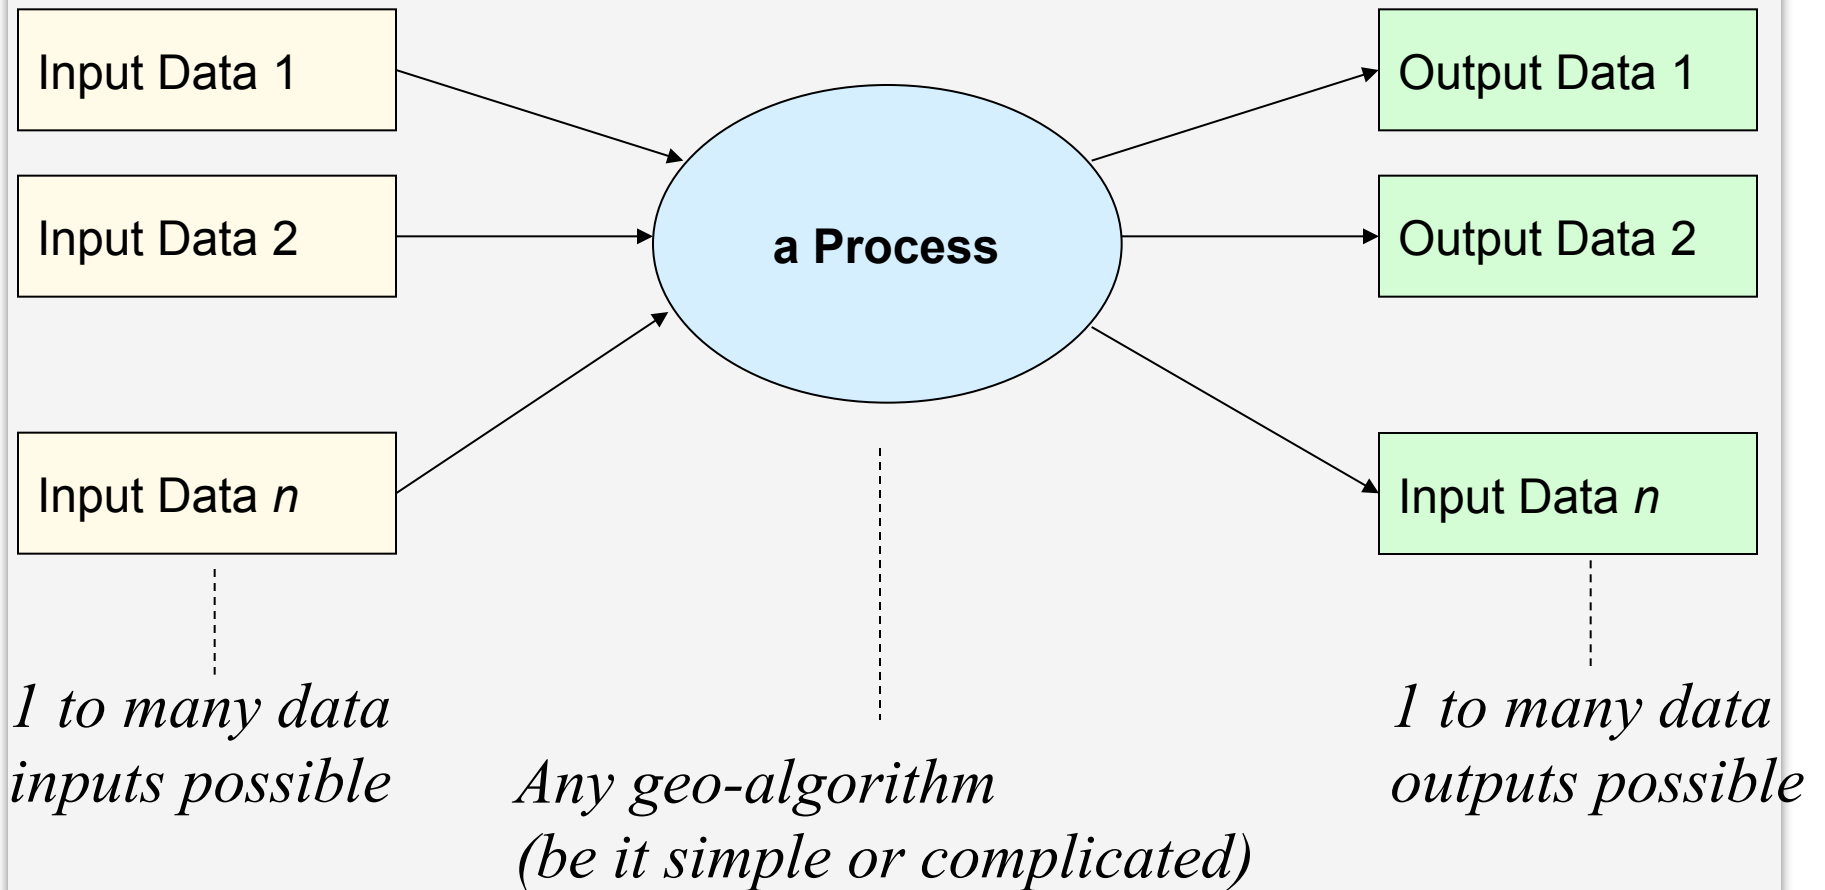 Input Data 1
Output Data 1
Input Data 2
a Process
Output Data 2
Input Data n
Input Data n
1 to many data
inputs possible
Any geo-algorithm
(be it simple or complicated)
1 to many data
outputs possible